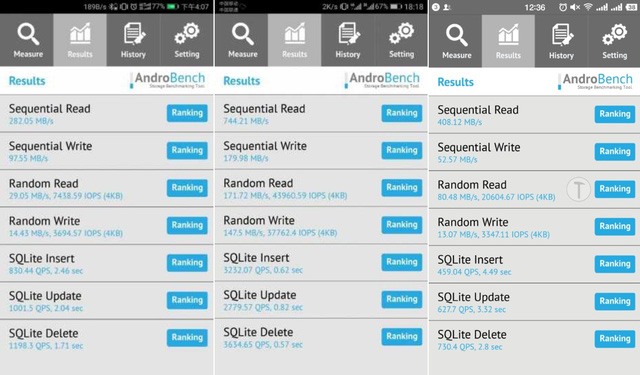 189B/s 77% 下午4:07
Measure Results History Setting
Results
AndroBench
Storage Benchmarking Tool
Sequential Read
282.05 MB/s
Ranking
Sequential Write
97.55 MB/s
Ranking
Random Read
29.05 MB/s, 7438.59 IOPS (4KB)
Ranking
Random Write
14.43 MB/s, 3694.57 IOPS (4KB)
Ranking
SQLite Insert
830.44 QPS, 2.46 sec
Ranking
SQLite Update
1001.5 QPS, 2.04 sec
Ranking
SQLite Delete
1198.3 QPS, 1.71 sec
Ranking
中国移动
中国联通
2K/s 67% 18:18
Measure Results History Setting
Results
AndroBench
Storage Benchmarking Tool
Sequential Read
744.21 MB/s
Ranking
Sequential Write
179.98 MB/s
Ranking
Random Read
171.72 MB/s, 43960.59 IOPS (4KB)
Ranking
Random Write
147.5 MB/s, 37762.4 IOPS (4KB)
Ranking
SQLite Insert
3232.07 QPS, 0.62 sec
Ranking
SQLite Update
2779.57 QPS, 0.82 sec
Ranking
SQLite Delete
3634.65 QPS, 0.57 sec
Ranking
12:36
Measure Results History Setting
Results
AndroBench
Storage Benchmarking Tool
Sequential Read
408.12 MB/s
Ranking
Sequential Write
52.57 MB/s
Ranking
Random Read
80.48 MB/s, 20604.67 IOPS (4KB)
Ranking
Random Write
13.07 MB/s, 3347.11 IOPS (4KB)
Ranking
SQLite Insert
459.04 QPS, 4.49 sec
Ranking
SQLite Update
627.7 QPS, 3.32 sec
Ranking
SQLite Delete
730.4 QPS, 2.8 sec
Ranking